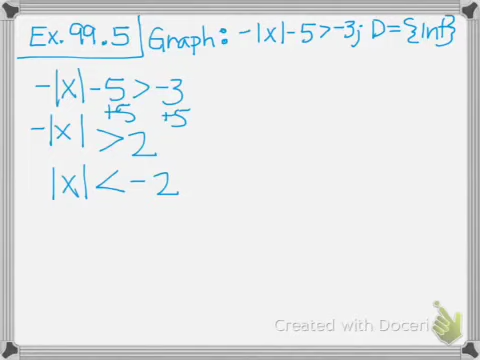 Ex. 99.5 Graph: -|x|-5>-3; D={Int}
-|x|-5>-3
+5 +5
-|x| > 2
|x| < -2
Created with Doceri